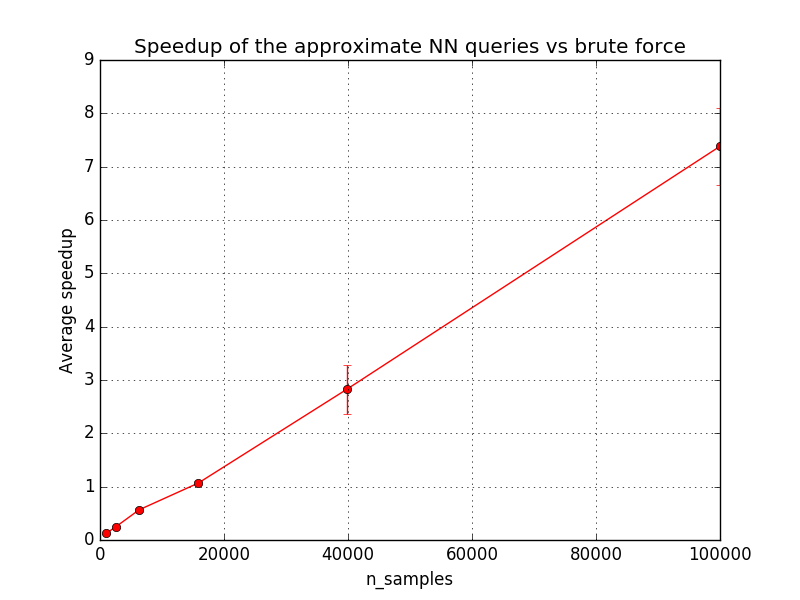 Speedup of the approximate NN queries vs brute force
9
8
7
6
5
4
3
2
1
0
Average speedup
0 20000 40000 60000 80000 100000
n_samples